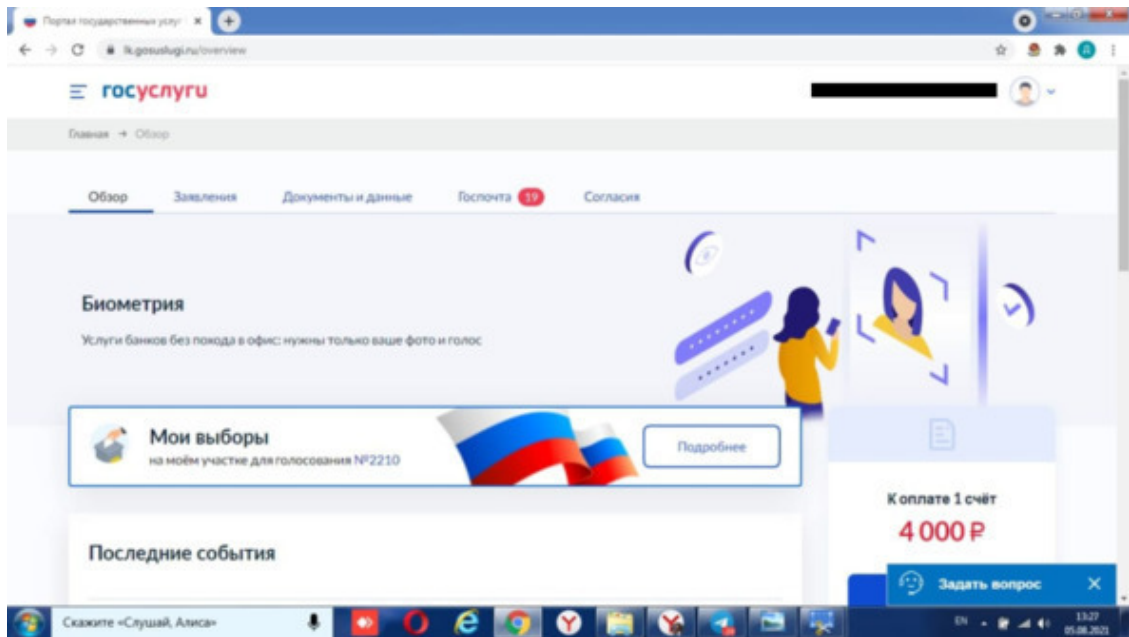 Портал государственных услуг
lk.gosuslugi.ru/overview
госуслуги
Главная → Обзор
Обзор Заявления Документы и данные Госпочта 19 Согласия
Биометрия
Услуги банков без похода в офис: нужны только ваше фото и голос
Мои выборы
на моём участке для голосования №2210
Подробнее
К оплате 1 счёт
4 000 ₽
Последние события
Задать вопрос
Скажите «Слушай, Алиса»
EN
13:27
05.08.2021